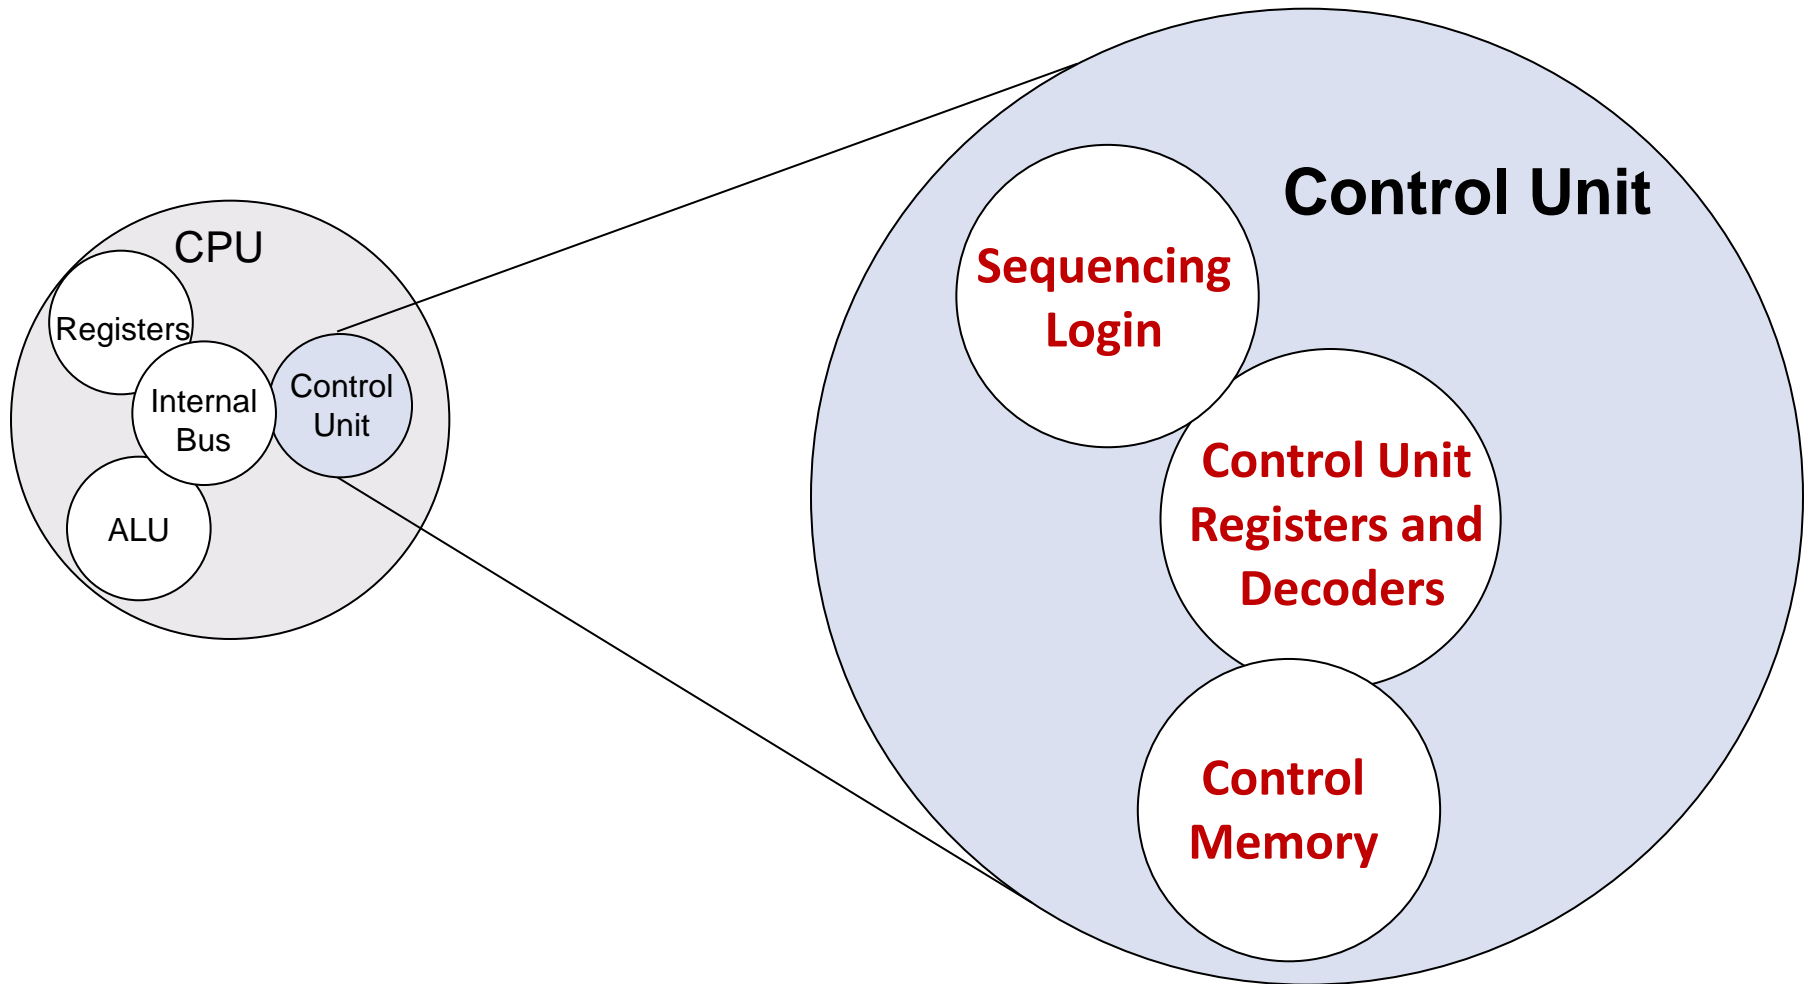 CPU
Registers
Internal
Bus
Control
Unit
ALU
Control Unit
Sequencing
Login
Control Unit
Registers and
Decoders
Control
Memory